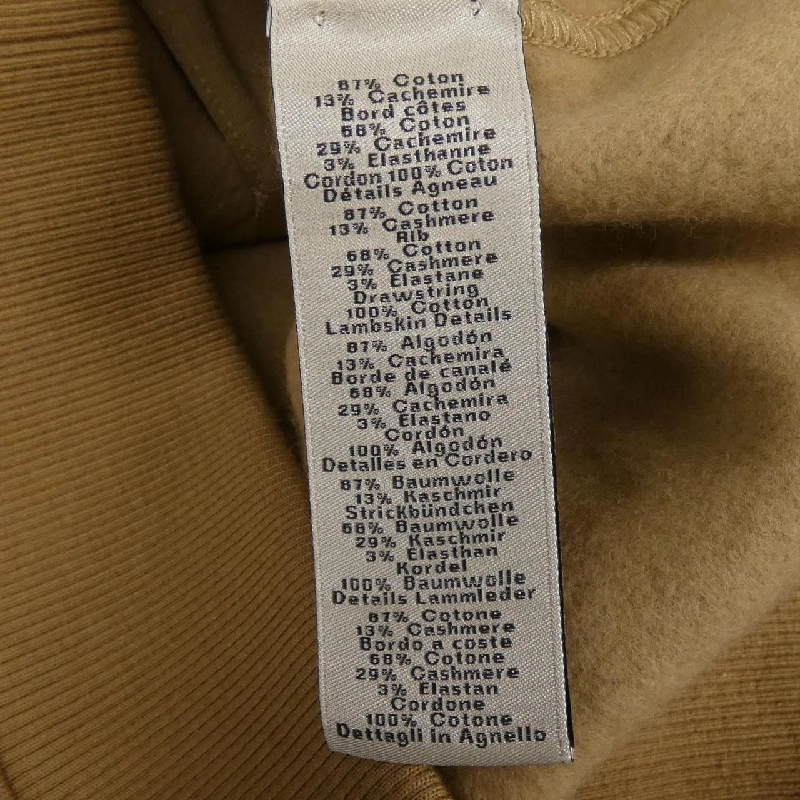 87% Coton
13% Cachemire
Bord côtes
68% Coton
29% Cachemire
3% Elasthanne
Cordon 100% Coton
Détails Agneau
87% Cotton
13% Cashmere
Rib
68% Cotton
29% Cashmere
3% Elastane
Drawstring
100% Cotton
Lambskin Details
87% Algodón
13% Cachemira
Borde de canalé
68% Algodón
29% Cachemira
3% Elastano
Cordón
100% Algodón
Detalles en Cordero
87% Baumwolle
13% Kaschmir
Strickbündchen
68% Baumwolle
29% Kaschmir
3% Elasthan
Kordel
100% Baumwolle
Details Lammleder
87% Cotone
13% Cashmere
Bordo a coste
68% Cotone
29% Cashmere
3% Elastan
Cordone
100% Cotone
Dettagli in Agnello